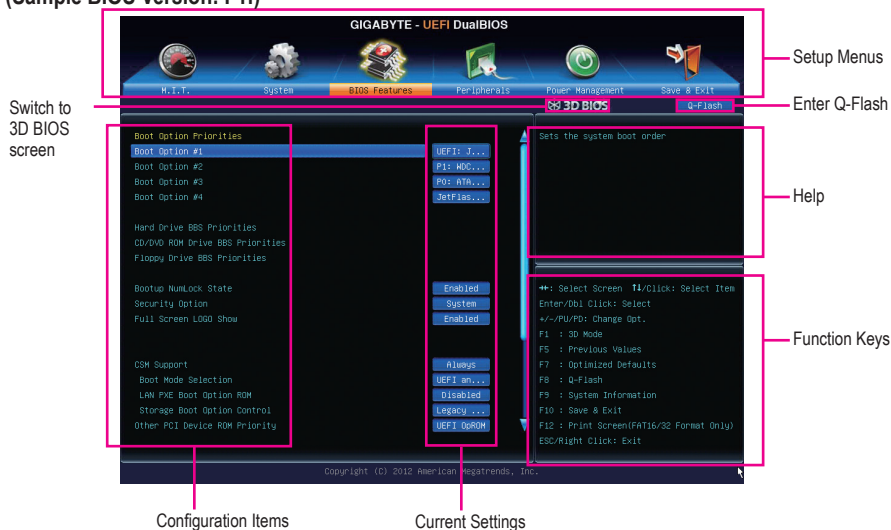 (Sample BIOS Version: F1f)
GIGABYTE - UEFI DualBIOS
M.I.T. System BIOS Features Peripherals Power Management Save & Exit
Setup Menus
Switch to
3D BIOS
screen
3D BIOS
Q-Flash
Enter Q-Flash
Boot Option Priorities
Boot Option #1 UEFI: J...
Boot Option #2 P1: WDC...
Boot Option #3 P0: ATA...
Boot Option #4 JetFlas...
Hard Drive BBS Priorities
CD/DVD ROM Drive BBS Priorities
Floppy Drive BBS Priorities
Bootup NumLock State Enabled
Security Option System
Full Screen LOGO Show Enabled
CSM Support Always
Boot Mode Selection UEFI an...
LAN PXE Boot Option ROM Disabled
Storage Boot Option Control Legacy ...
Other PCI Device ROM Priority UEFI OpROM
Sets the system boot order
Help
→←: Select Screen ↑↓/Click: Select Item
Enter/Dbl Click: Select
+/-/PU/PD: Change Opt.
F1 : 3D Mode
F5 : Previous Values
F7 : Optimized Defaults
F8 : Q-Flash
F9 : System Information
F10 : Save & Exit
F12 : Print Screen(FAT16/32 Format Only)
ESC/Right Click: Exit
Function Keys
Copyright (C) 2012 American Megatrends, Inc.
Configuration Items
Current Settings